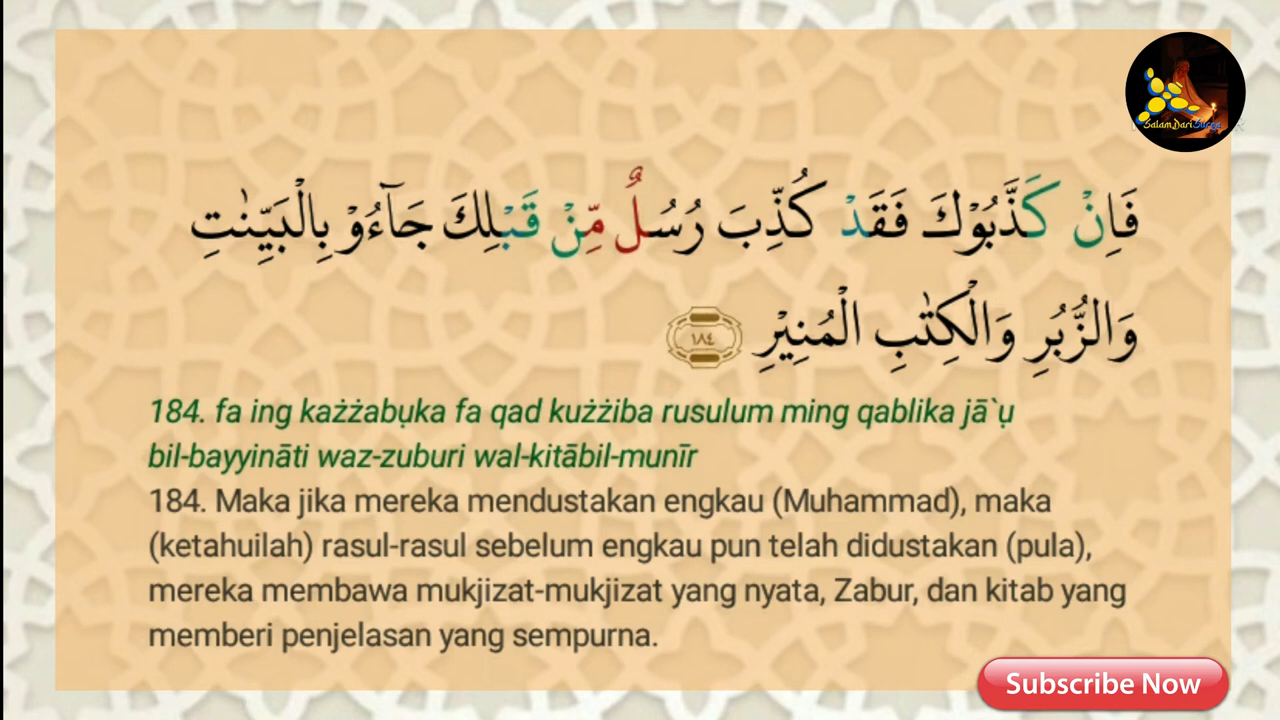 SalamDariSurga
فَاِنْ كَذَّبُوْكَ فَقَدْ كُذِّبَ رُسُلٌ مِّنْ قَبْلِكَ جَاۤءُوْ بِالْبَيِّنٰتِ
وَالزُّبُرِ وَالْكِتٰبِ الْمُنِيْرِ ١٨٤
184. fa ing każżabụka fa qad kużżiba rusulum ming qablika jā`ụ
bil-bayyināti waz-zuburi wal-kitābil-munīr
184. Maka jika mereka mendustakan engkau (Muhammad), maka
(ketahuilah) rasul-rasul sebelum engkau pun telah didustakan (pula),
mereka membawa mukjizat-mukjizat yang nyata, Zabur, dan kitab yang
memberi penjelasan yang sempurna.
Subscribe Now